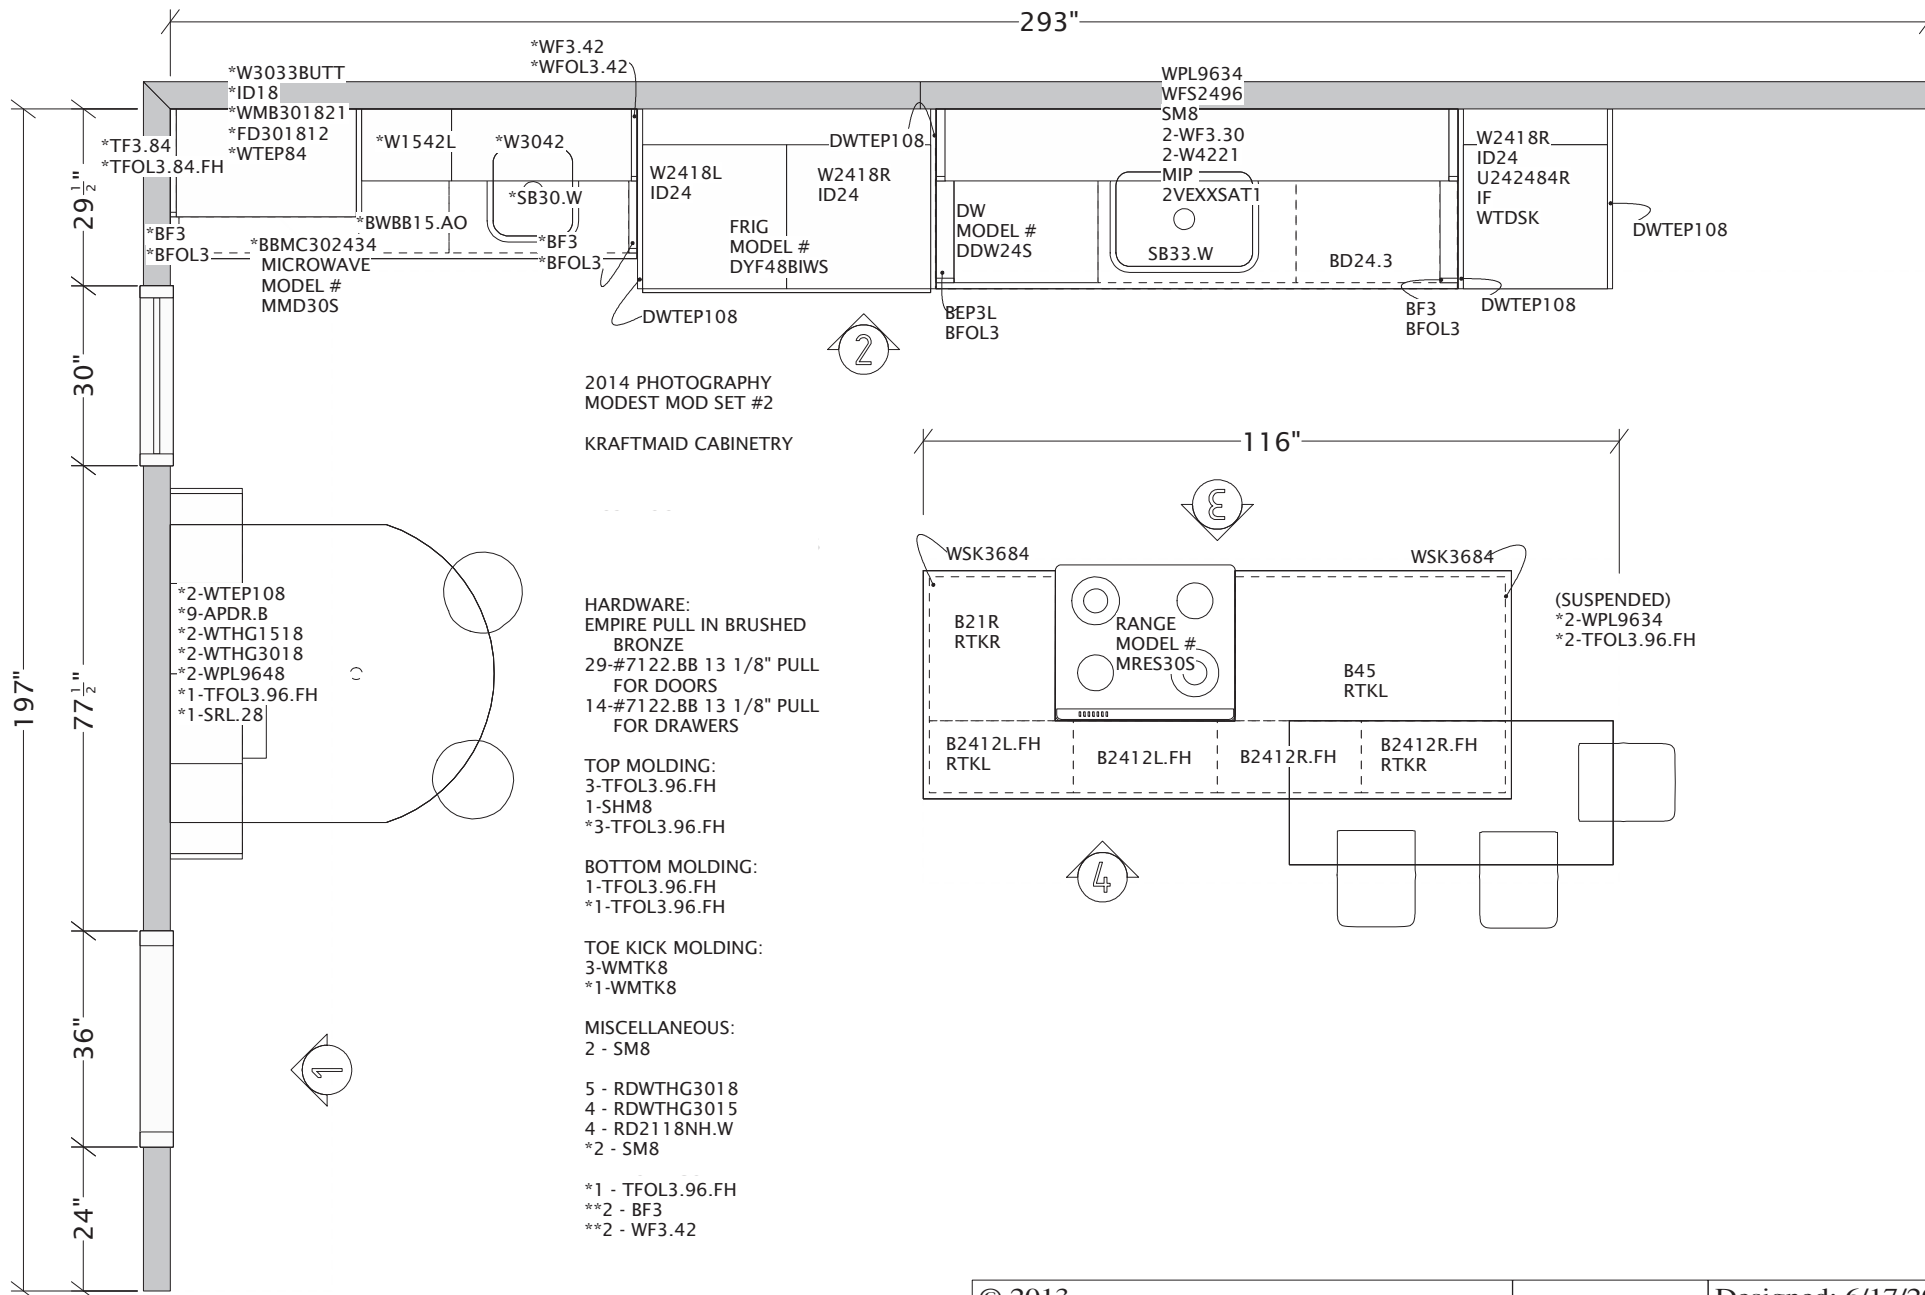 293"
*WF3.42
*WFOL3.42
*W3033BUTT
*ID18
*WMB301821
*FD301812
*WTEP84
*TF3.84
*TFOL3.84.FH
*W1542L
*W3042
*SB30.W
*BWBB15.AO
*BF3
*BFOL3
*BBMC302434
MICROWAVE
MODEL #
MMD30S
*BF3
*BFOL3
DWTEP108
W2418L
ID24
W2418R
ID24
FRIG
MODEL #
DYF48BIWS
DWTEP108
WPL9634
WFS2496
SM8
2-WF3.30
2-W4221
MIP
2VEXXSAT1
DW
MODEL #
DDW24S
SB33.W
BD24.3
BEP3L
BFOL3
BF3
BFOL3
W2418R
ID24
U242484R
IF
WTDSK
DWTEP108
DWTEP108
29 1/2"
30"
77 1/2"
36"
24"
197"
2
2014 PHOTOGRAPHY
MODEST MOD SET #2
KRAFTMAID CABINETRY
116"
3
WSK3684
WSK3684
B21R
RTKR
RANGE
MODEL #
MRES30S
B45
RTKL
B2412L.FH
RTKL
B2412L.FH
B2412R.FH
B2412R.FH
RTKR
(SUSPENDED)
*2-WPL9634
*2-TFOL3.96.FH
4
*2-WTEP108
*9-APDR.B
*2-WTHG1518
*2-WTHG3018
*2-WPL9648
*1-TFOL3.96.FH
*1-SRL.28
1
HARDWARE:
EMPIRE PULL IN BRUSHED
BRONZE
29-#7122.BB 13 1/8" PULL
FOR DOORS
14-#7122.BB 13 1/8" PULL
FOR DRAWERS
TOP MOLDING:
3-TFOL3.96.FH
1-SHM8
*3-TFOL3.96.FH
BOTTOM MOLDING:
1-TFOL3.96.FH
*1-TFOL3.96.FH
TOE KICK MOLDING:
3-WMTK8
*1-WMTK8
MISCELLANEOUS:
2 - SM8
5 - RDWTHG3018
4 - RDWTHG3015
4 - RD2118NH.W
*2 - SM8
*1 - TFOL3.96.FH
**2 - BF3
**2 - WF3.42
© 2013
Designed: 6/17/20